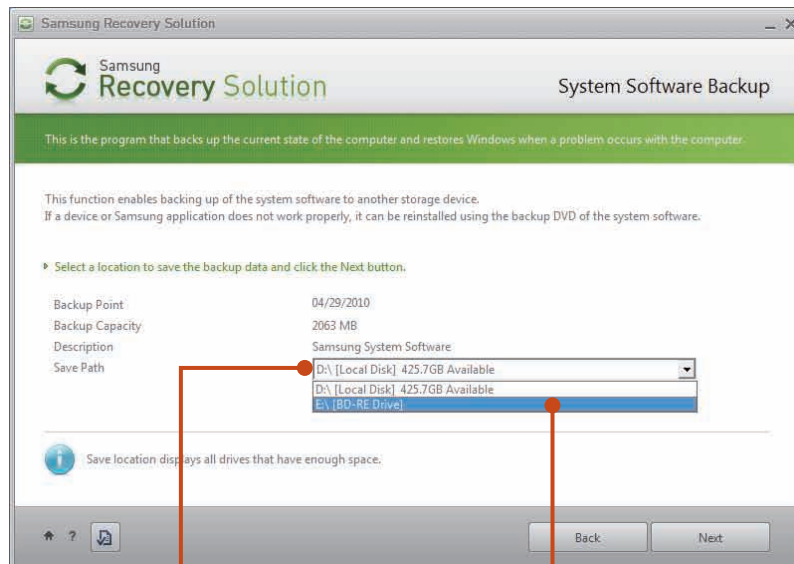 Samsung Recovery Solution
Samsung
Recovery Solution
System Software Backup
This is the program that backs up the current state of the computer and restores Windows when a problem occurs with the computer.
This function enables backing up of the system software to another storage device.
If a device or Samsung application does not work properly, it can be reinstalled using the backup DVD of the system software.
Select a location to save the backup data and click the Next button.
Backup Point 04/29/2010
Backup Capacity 2063 MB
Description Samsung System Software
Save Path D:\ [Local Disk] 425.7GB Available
D:\ [Local Disk] 425.7GB Available
E:\ [BD-RE Drive]
Save location displays all drives that have enough space.
? Back Next